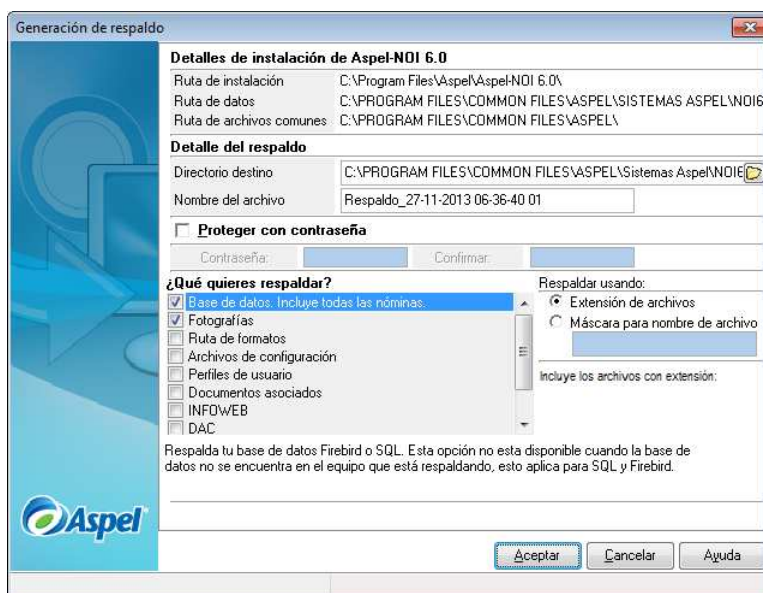 Generación de respaldo
Detalles de instalación de Aspel-NOI 6.0
Ruta de instalación C:\Program Files\Aspel\Aspel-NOI 6.0\
Ruta de datos C:\PROGRAM FILES\COMMON FILES\ASPEL\SISTEMAS ASPEL\NOI6
Ruta de archivos comunes C:\PROGRAM FILES\COMMON FILES\ASPEL\
Detalle del respaldo
Directorio destino C:\PROGRAM FILES\COMMON FILES\ASPEL\Sistemas Aspel\NOI6
Nombre del archivo Respaldo_27-11-2013 06-36-40 01
Proteger con contraseña
Contraseña: Confirmar:
¿Qué quieres respaldar?
Base de datos. Incluye todas las nóminas.
Fotografías
Ruta de formatos
Archivos de configuración
Perfiles de usuario
Documentos asociados
INFOWEB
DAC
Respaldar usando:
Extensión de archivos
Máscara para nombre de archivo
Incluye los archivos con extensión:
Respalda tu base de datos Firebird o SQL. Esta opción no esta disponible cuando la base de
datos no se encuentra en el equipo que está respaldando, esto aplica para SQL y Firebird.
Aspel
Aceptar Cancelar Ayuda